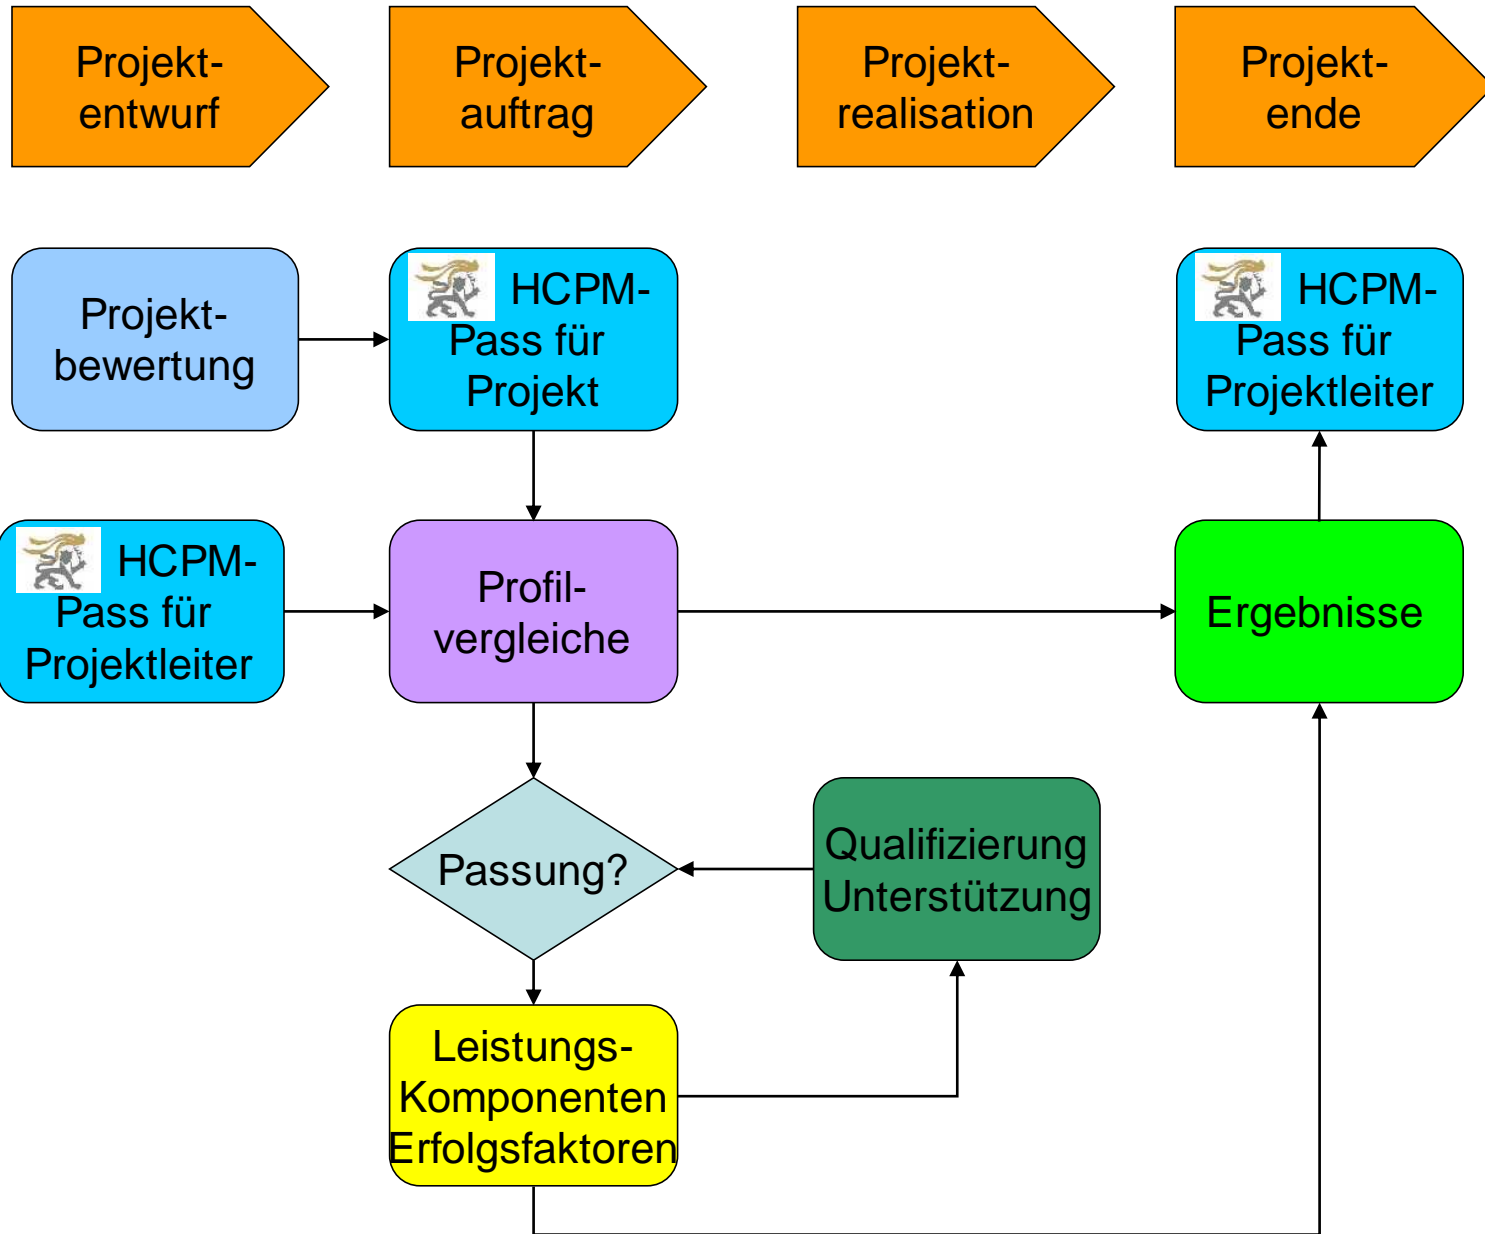 Projekt-
entwurf
Projekt-
auftrag
Projekt-
realisation
Projekt-
ende
Projekt-
bewertung
HCPM-
Pass für
Projekt
HCPM-
Pass für
Projektleiter
HCPM-
Pass für
Projektleiter
Profil-
vergleiche
Ergebnisse
Passung?
Qualifizierung
Unterstützung
Leistungs-
Komponenten
Erfolgsfaktoren